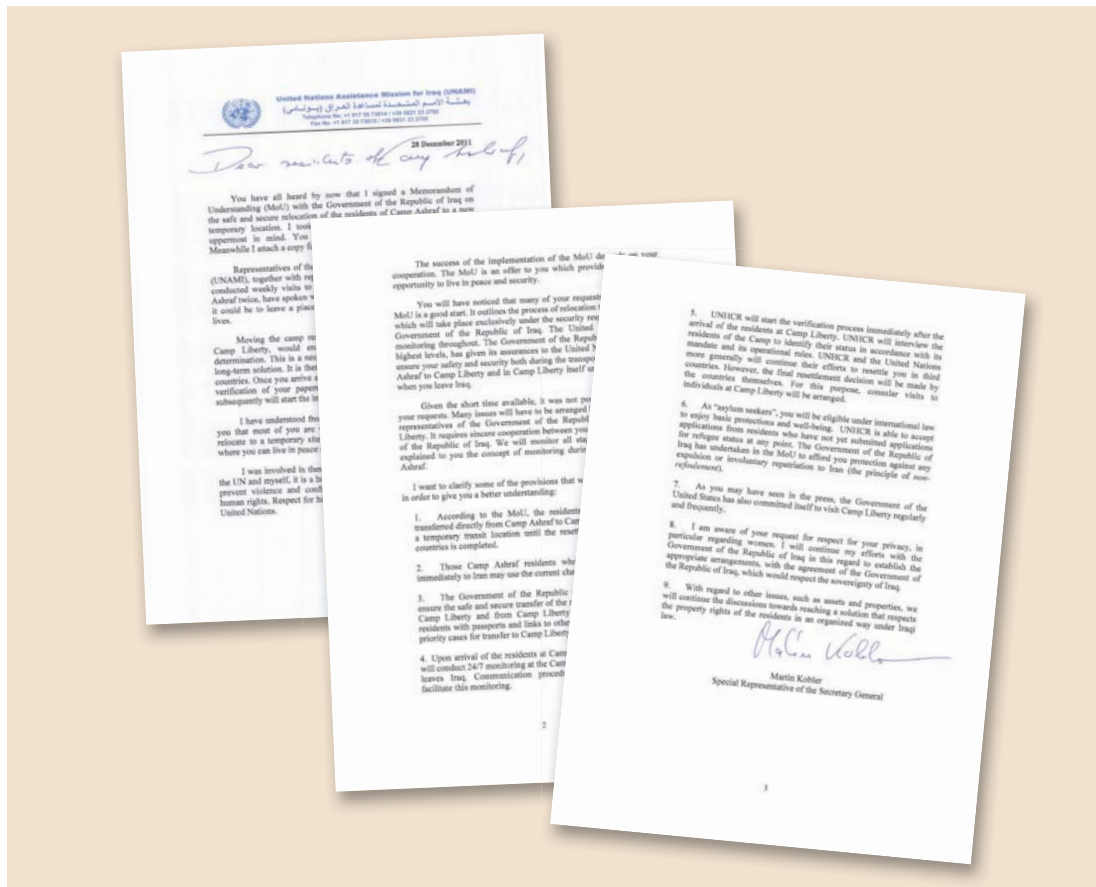 United Nations Assistance Mission for Iraq (UNAMI)
بعثة الأمم المتحدة لمساعدة العراق (يونامي)
28 December 2011
Dear residents of Camp Ashraf,
You have all heard by now that I signed a Memorandum of
Understanding (MoU) with the Government of the Republic of Iraq on
the safe and secure relocation of the residents of Camp Ashraf to a new
temporary location. I took
uppermost in mind. You
Meanwhile I attach a copy
Representatives of the
(UNAMI), together with
conducted weekly visits to
Ashraf twice, have spoken
it could be to leave a place
lives.
Moving the camp
Camp Liberty, would
determination. This is a
long-term solution. It is
countries. Once you arrive
verification of your
subsequently will start the
I have understood
you that most of you are
relocate to a temporary
where you can live in peace
I was involved in
the UN and myself, it is a
prevent violence and
human rights. Respect for
United Nations.
The success of the implementation of the MoU on your
cooperation. The MoU is an offer to you which
opportunity to live in peace and security.
You will have noticed that many of your
MoU is a good start. It outlines the process of relocation
which will take place exclusively under the security
Government of the Republic of Iraq. The United
monitoring throughout. The Government of the
highest levels, has given its assurances to the United
ensure your safety and security both during the
Ashraf to Camp Liberty and in Camp Liberty itself
when you leave Iraq.
Given the short time available, it was not
your requests. Many issues will have to be arranged
representatives of the Government of the
Liberty. It requires sincere cooperation between
of the Republic of Iraq. We will monitor all
explained to you the concept of monitoring
Ashraf.
I want to clarify some of the provisions that
in order to give you a better understanding:
1. According to the MoU, the residents
transferred directly from Camp Ashraf to
a temporary transit location until the
countries is completed.
2. Those Camp Ashraf residents
immediately to Iran may use the current
3. The Government of the Republic
ensure the safe and secure transfer of the
Camp Liberty and from Camp Liberty
residents with passports and links to
priority cases for transfer to Camp Liberty
4. Upon arrival of the residents at
will conduct 24/7 monitoring at the
leaves Iraq. Communication
facilitate this monitoring.
2
5. UNHCR will start the verification process immediately after the
arrival of the residents at Camp Liberty. UNHCR will interview the
residents of the Camp to identify their status in accordance with its
mandate and its operational rules. UNHCR and the United Nations
more generally will continue their efforts to resettle you in third
countries. However, the final resettlement decision will be made by
the countries themselves. For this purpose, consular visits to
individuals at Camp Liberty will be arranged.
6. As "asylum seekers", you will be eligible under international law
to enjoy basic protections and well-being. UNHCR is able to accept
applications from residents who have not yet submitted applications
for refugee status at any point. The Government of the Republic of
Iraq has undertaken in the MoU to afford you protection against any
expulsion or involuntary repatriation to Iran (the principle of non-
refoulement).
7. As you may have seen in the press, the Government of the
United States has also committed itself to visit Camp Liberty regularly
and frequently.
8. I am aware of your request for respect for your privacy, in
particular regarding women. I will continue my efforts with the
Government of the Republic of Iraq in this regard to establish the
appropriate arrangements, with the agreement of the Government of
the Republic of Iraq, which would respect the sovereignty of Iraq.
9. With regard to other issues, such as assets and properties, we
will continue the discussions towards reaching a solution that respects
the property rights of the residents in an organized way under Iraqi
law.
Martin Kobler
Martin Kobler
Special Representative of the Secretary General
3